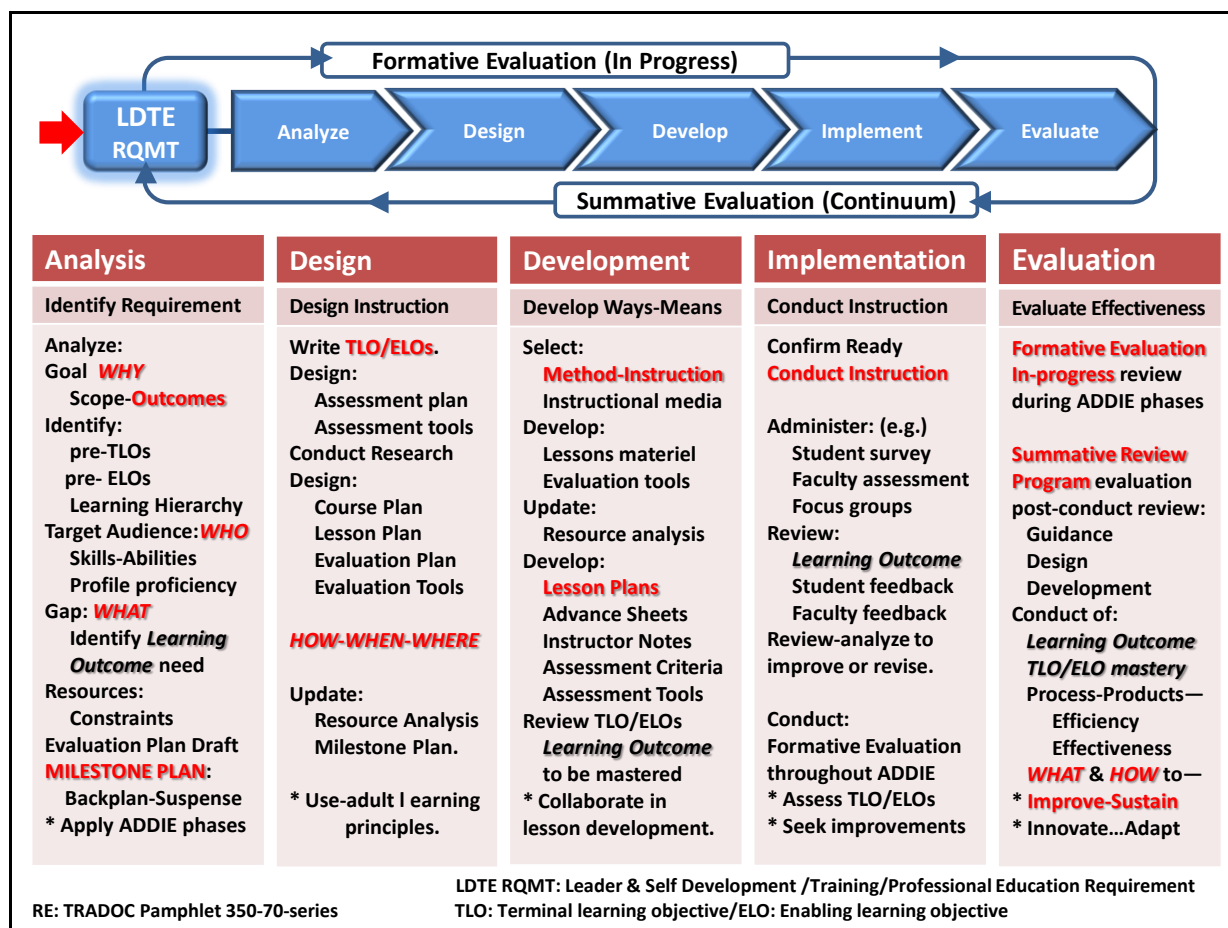 Formative Evaluation (In Progress)
LDTE
RQMT
Analyze
Design
Develop
Implement
Evaluate
Summative Evaluation (Continuum)
Analysis
Identify Requirement
Analyze:
Goal WHY
Scope-Outcomes
Identify:
pre-TLOs
pre- ELOs
Learning Hierarchy
Target Audience:WHO
Skills-Abilities
Profile proficiency
Gap: WHAT
Identify Learning
Outcome need
Resources:
Constraints
Evaluation Plan Draft
MILESTONE PLAN:
Backplan-Suspense
* Apply ADDIE phases
Design
Design Instruction
Write TLO/ELOs.
Design:
Assessment plan
Assessment tools
Conduct Research
Design:
Course Plan
Lesson Plan
Evaluation Plan
Evaluation Tools
HOW-WHEN-WHERE
Update:
Resource Analysis
Milestone Plan.
* Use-adult l earning
principles.
Development
Develop Ways-Means
Select:
Method-Instruction
Instructional media
Develop:
Lessons materiel
Evaluation tools
Update:
Resource analysis
Develop:
Lesson Plans
Advance Sheets
Instructor Notes
Assessment Criteria
Assessment Tools
Review TLO/ELOs
Learning Outcome
to be mastered
* Collaborate in
lesson development.
Implementation
Conduct Instruction
Confirm Ready
Conduct Instruction
Administer: (e.g.)
Student survey
Faculty assessment
Focus groups
Review:
Learning Outcome
Student feedback
Faculty feedback
Review-analyze to
improve or revise.
Conduct:
Formative Evaluation
throughout ADDIE
* Assess TLO/ELOs
* Seek improvements
Evaluation
Evaluate Effectiveness
Formative Evaluation
In-progress review
during ADDIE phases
Summative Review
Program evaluation
post-conduct review:
Guidance
Design
Development
Conduct of:
Learning Outcome
TLO/ELO mastery
Process-Products—
Efficiency
Effectiveness
WHAT & HOW to—
* Improve-Sustain
* Innovate...Adapt
LDTE RQMT: Leader & Self Development /Training/Professional Education Requirement
RE: TRADOC Pamphlet 350-70-series
TLO: Terminal learning objective/ELO: Enabling learning objective